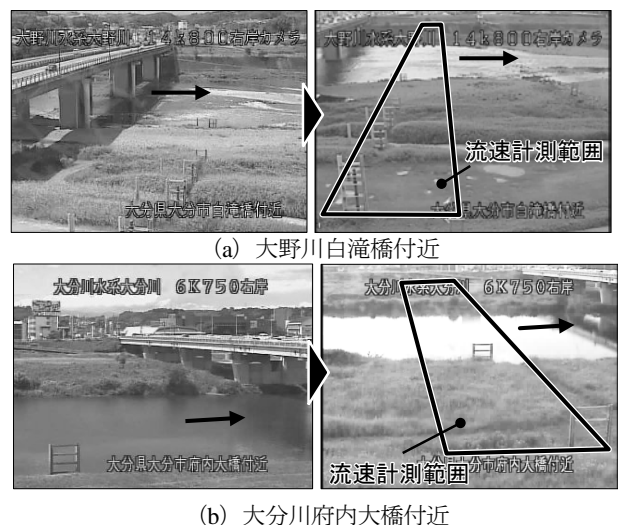 大野川水系大野川 14k800右岸カメラ
大分県大分市白滝橋付近
大野川水系大野川 14k800右岸カメラ
流速計測範囲
大分県大分市白滝橋付近
(a) 大野川白滝橋付近
大分川水系大分川 6K750右岸
大分県大分市府内大橋付近
大分川水系大分川 6K750右岸
流速計測範囲
大分県大分市府内大橋付近
(b) 大分川府内大橋付近